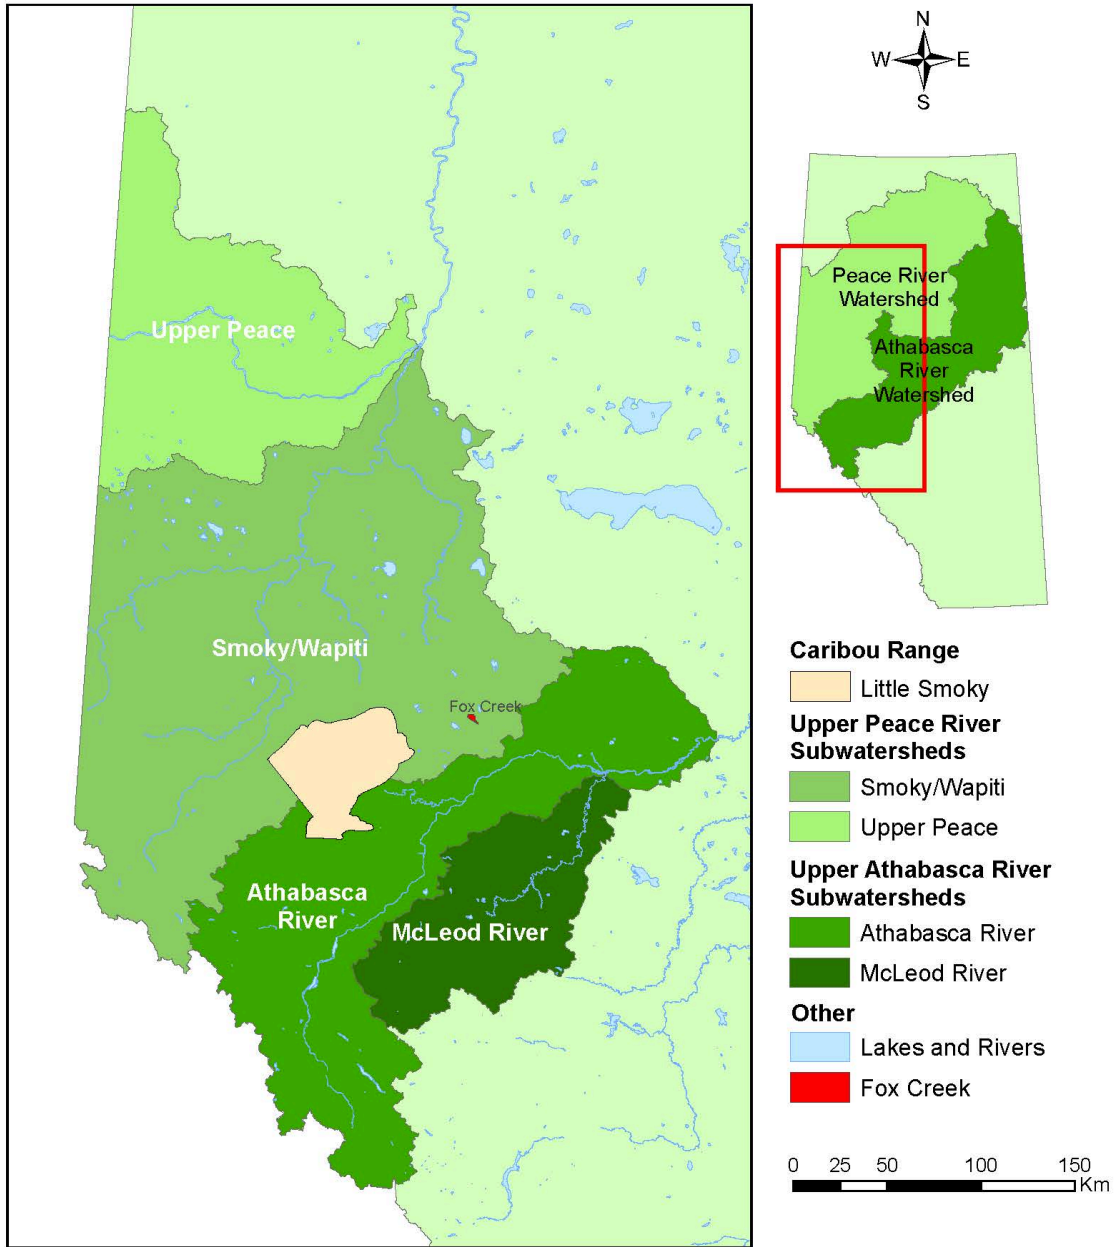 N
W E
S
Peace River
Watershed
Athabasca
River
Watershed
Upper Peace
Smoky/Wapiti
Fox Creek
Athabasca
River
McLeod River
Caribou Range
Little Smoky
Upper Peace River
Subwatersheds
Smoky/Wapiti
Upper Peace
Upper Athabasca River
Subwatersheds
Athabasca River
McLeod River
Other
Lakes and Rivers
Fox Creek
0 25 50 100 150
Km